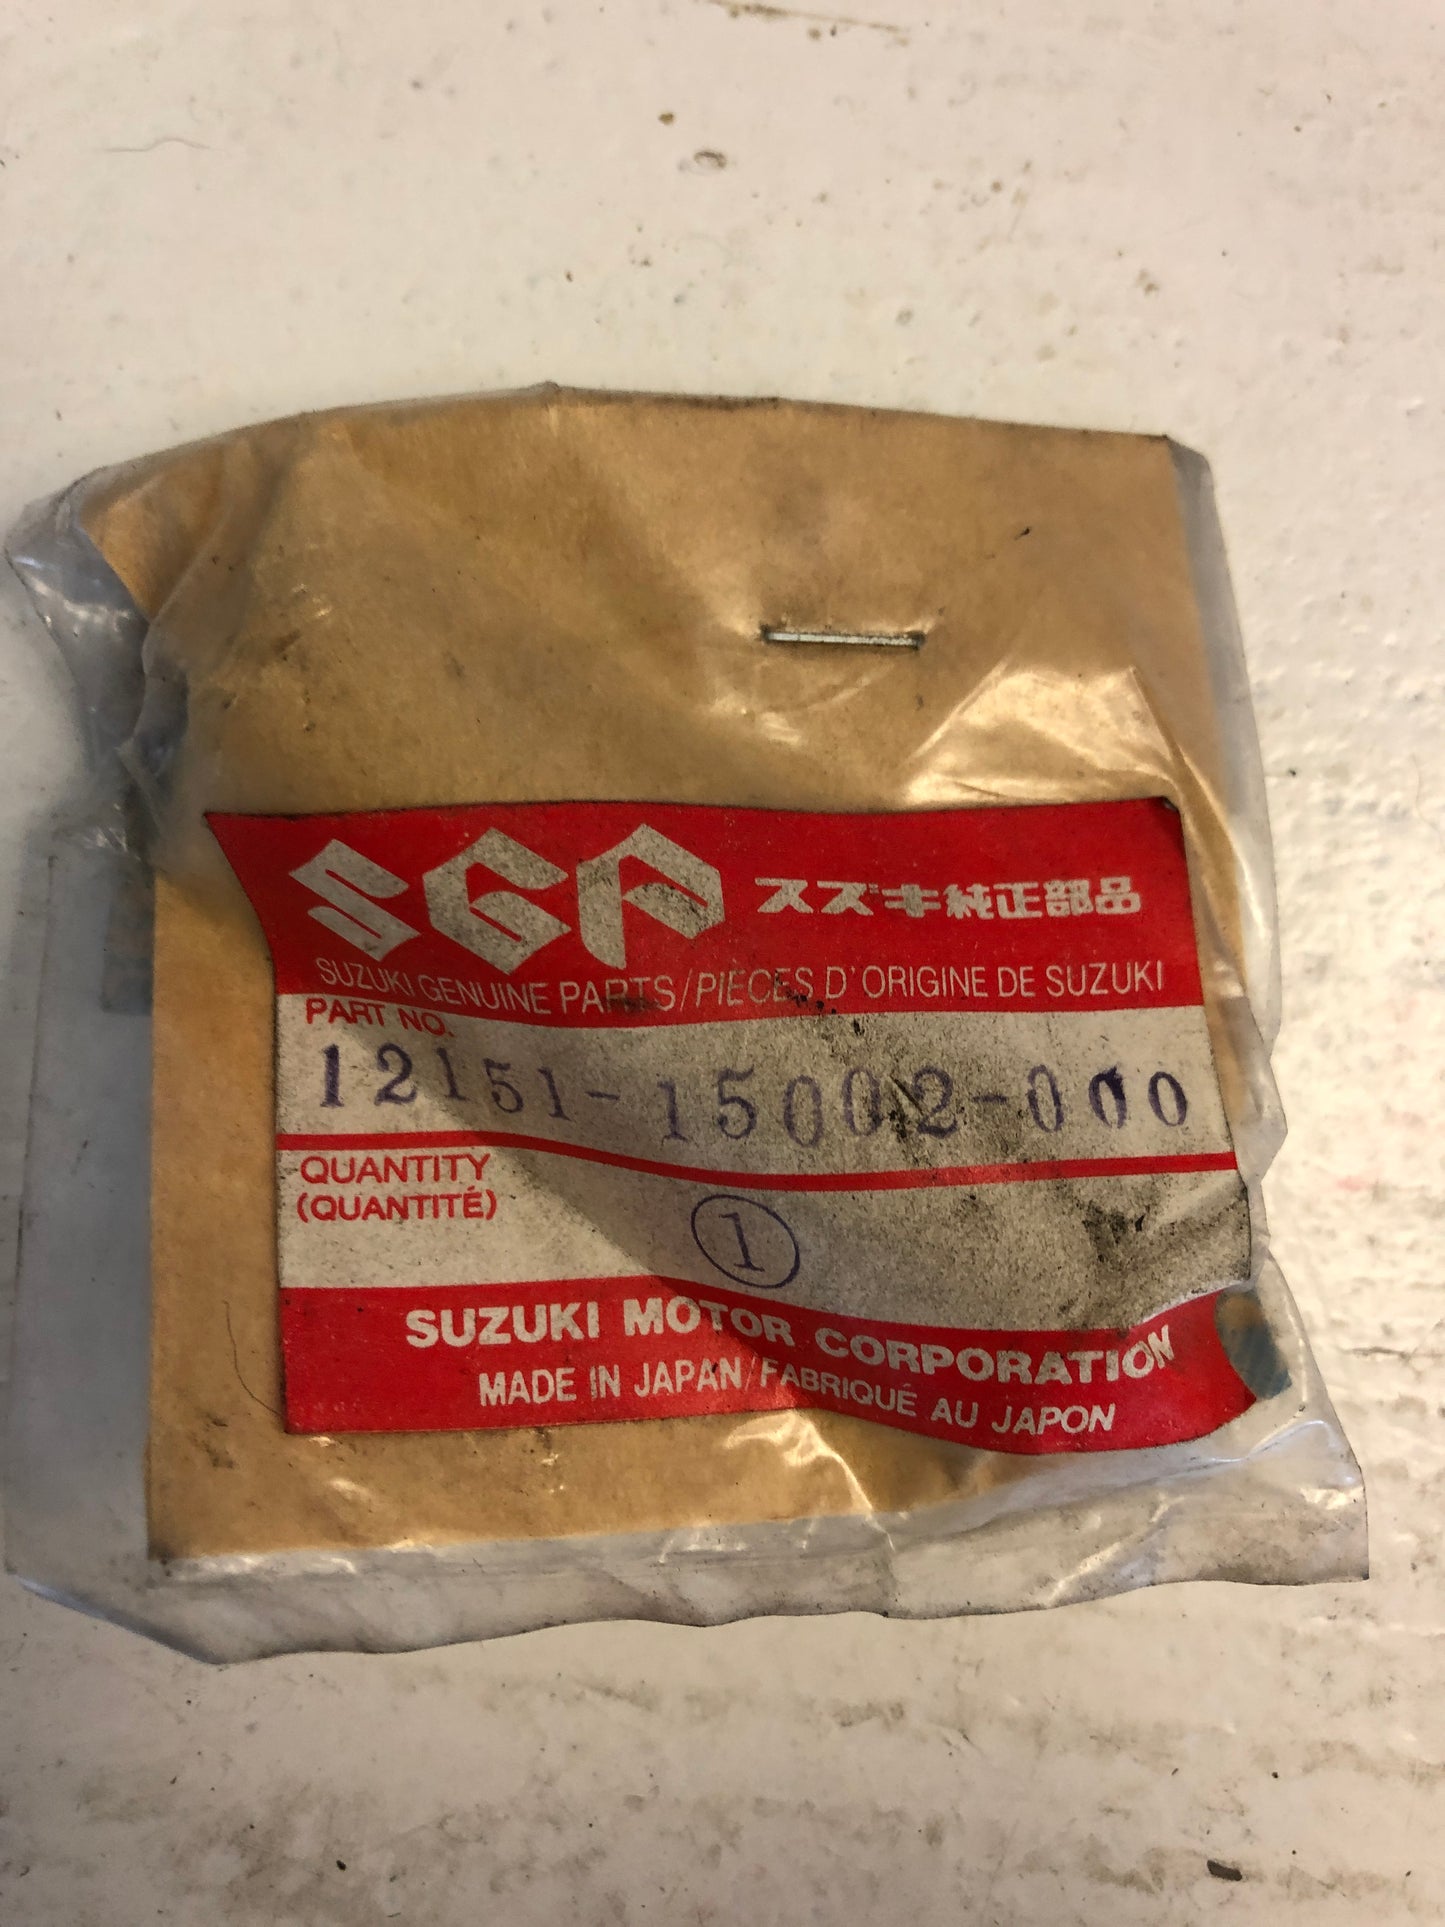 SGP スズキ純正部品
SUZUKI GENUINE PARTS/PIÈCES D'ORIGINE DE SUZUKI
PART NO.
12151-15002-000
QUANTITY
(QUANTITÉ)
1
SUZUKI MOTOR CORPORATION
MADE IN JAPAN/FABRIQUÉ AU JAPON